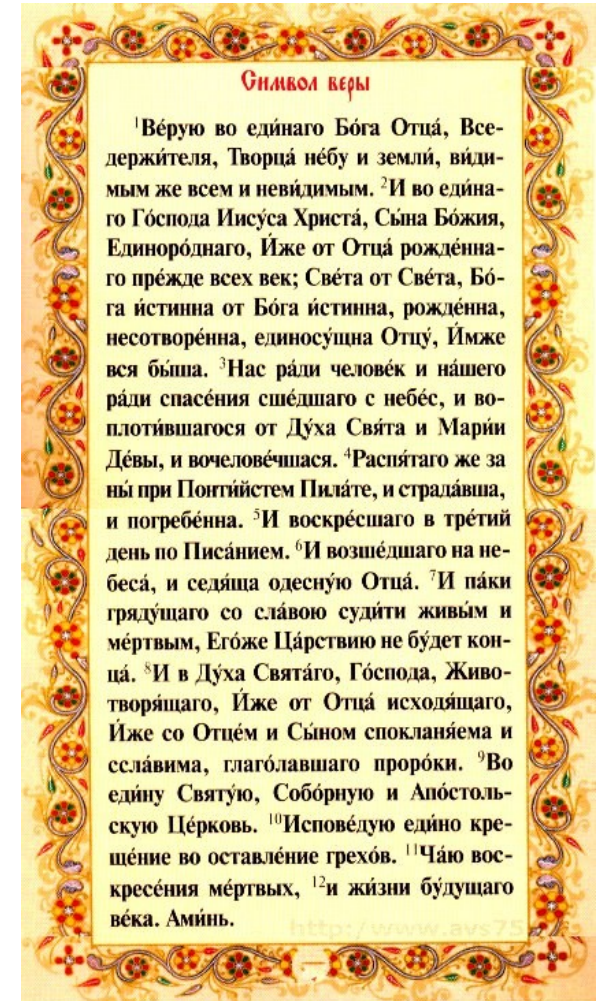 Символ веры
¹Ве́рую во еди́наго Бо́га Отца́, Все-
держи́теля, Творца́ не́бу и земли́, ви́ди-
мым же всем и неви́димым. ²И во еди́на-
го Го́спода Иису́са Христа́, Сы́на Бо́жия,
Единоро́днаго, И́же от Отца́ рожде́нна-
го пре́жде всех век; Све́та от Све́та, Бо́-
га и́стинна от Бо́га и́стинна, рожде́нна,
несотворе́нна, единосу́щна Отцу́, И́мже
вся бы́ша. ³Нас ра́ди челове́к и на́шего
ра́ди спасе́ния сше́дшаго с небе́с, и во-
плоти́вшагося от Ду́ха Свя́та и Мари́и
Де́вы, и вочелове́чшася. ⁴Распя́таго же за
ны́ при Понти́йстем Пила́те, и страда́вша,
и погребе́нна. ⁵И воскре́сшаго в тре́тий
день по Писа́нием. ⁶И возше́дшаго на не-
беса́, и седя́ща одесну́ю Отца́. ⁷И па́ки
гряду́щаго со сла́вою суди́ти живы́м и
ме́ртвым, Его́же Ца́рствию не бу́дет кон-
ца́. ⁸И в Ду́ха Свята́го, Го́спода, Живо-
творя́щаго, И́же от Отца́ исходя́щаго,
И́же со Отце́м и Сы́ном спокланя́ема и
ссла́вима, глаго́лавшаго проро́ки. ⁹Во
еди́ну Святу́ю, Собо́рную и Апо́столь-
скую Це́рковь. ¹⁰Испове́дую еди́но кре-
ще́ние во оставле́ние грехо́в. ¹¹Ча́ю вос-
кресе́ния ме́ртвых, ¹²и жи́зни бу́дущаго
ве́ка. Ами́нь.